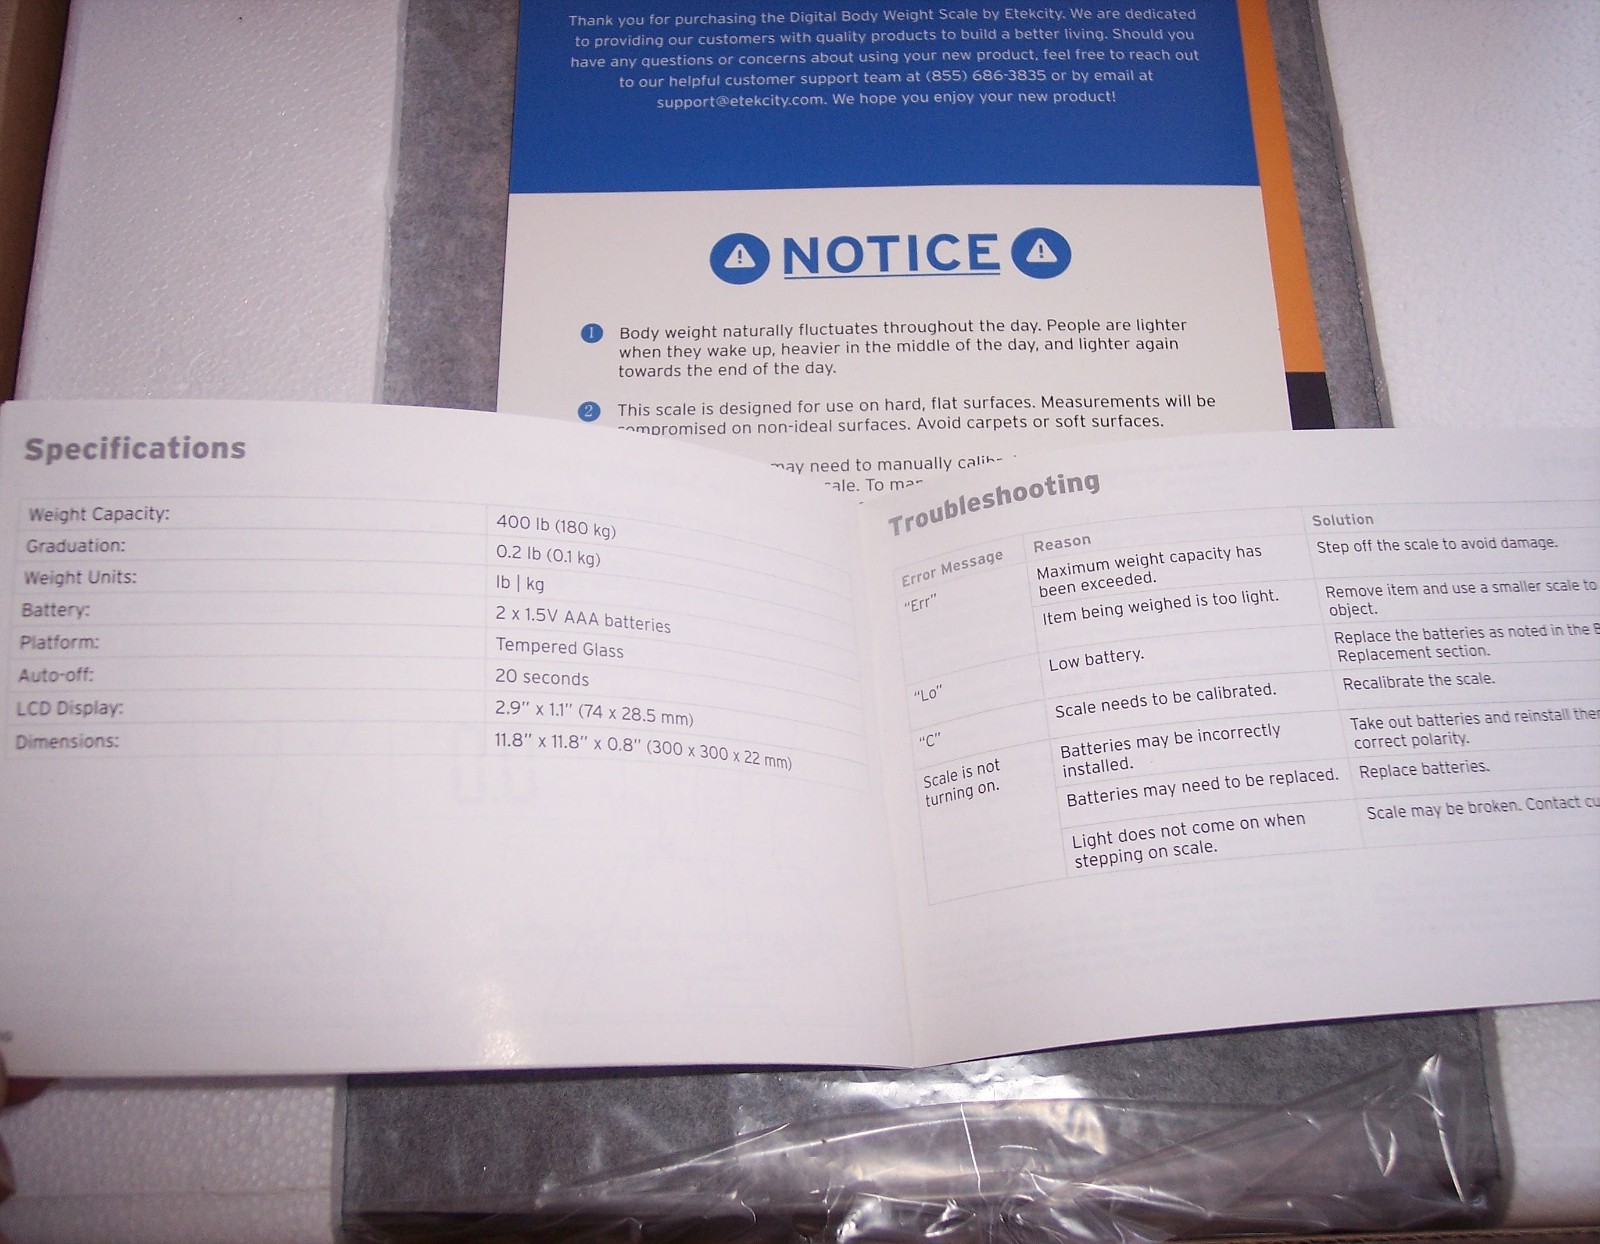 Thank you for purchasing the Digital Body Weight Scale by Etekcity. We are dedicated
to providing our customers with quality products to build a better living. Should you
have any questions or concerns about using your new product, feel free to reach out
to our helpful customer support team at (855) 686-3835 or by email at
support@etekcity.com. We hope you enjoy your new product!
NOTICE
1 Body weight naturally fluctuates throughout the day. People are lighter
when they wake up, heavier in the middle of the day, and lighter again
towards the end of the day.
2 This scale is designed for use on hard, flat surfaces. Measurements will be
on non-ideal surfaces. Avoid carpets or soft surfaces.
may need to manually
To
Specifications
Weight Capacity: 400 lb (180 kg)
Graduation: 0.2 lb (0.1 kg)
Weight Units: lb | kg
Battery: 2 x 1.5V AAA batteries
Platform: Tempered Glass
Auto-off: 20 seconds
LCD Display: 2.9" x 1.1" (74 x 28.5 mm)
Dimensions: 11.8" x 11.8" x 0.8" (300 x 300 x 22 mm)
Troubleshooting
Error Message Reason Solution
"Err" Maximum weight capacity has
been exceeded.
Step off the scale to avoid damage.
Item being weighed is too light.
Remove item and use a smaller scale to
object.
"Lo" Low battery.
Replace the batteries as noted in the
Replacement section.
"C" Scale needs to be calibrated. Recalibrate the scale.
Scale is not
turning on.
Batteries may be incorrectly
installed.
Take out batteries and reinstall
correct polarity.
Batteries may need to be replaced. Replace batteries.
Light does not come on when
stepping on scale.
Scale may be broken. Contact